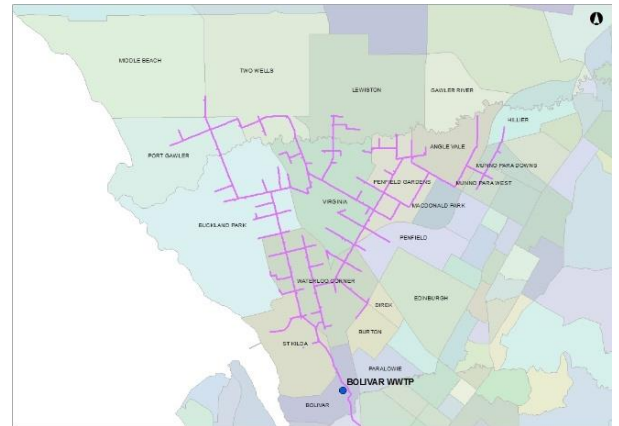 MIDDLE BEACH
TWO WELLS
LEWISTON
GAWLER RIVER
HILLIER
ANGLE VALE
PORT GAWLER
MUNNO PARA DOWNS
PENFIELD GARDENS
MUNNO PARA WEST
VIRGINIA
MACDONALD PARK
BUCKLAND PARK
PENFIELD
WATERLOO CORNER
EDINBURGH
DIREK
BURTON
ST KILDA
PARALOWIE
BOLIVAR WWTP
BOLIVAR